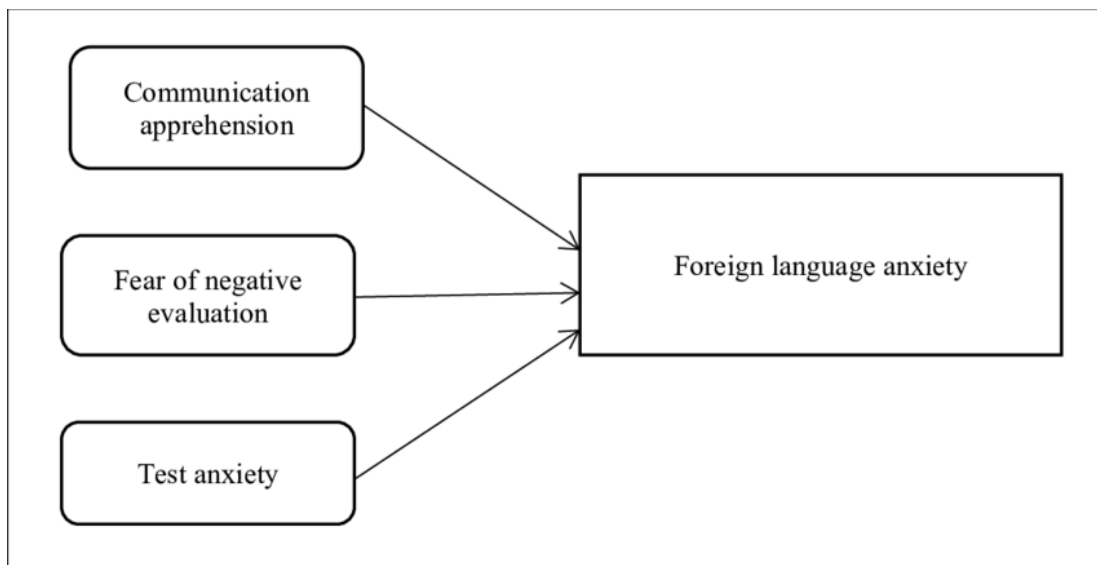 Communication
apprehension
Fear of negative
evaluation
Test anxiety
Foreign language anxiety